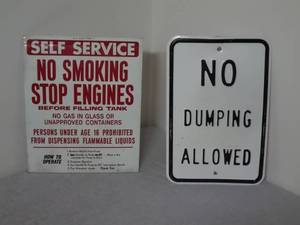 SELF SERVICE
NO SMOKING
STOP ENGINES
BEFORE FILLING TANK
NO GAS IN GLASS OR
UNAPPROVED CONTAINERS
PERSONS UNDER AGE 16 PROHIBITED
FROM DISPENSING FLAMMABLE LIQUIDS
HOW TO
OPERATE
NO
DUMPING
ALLOWED